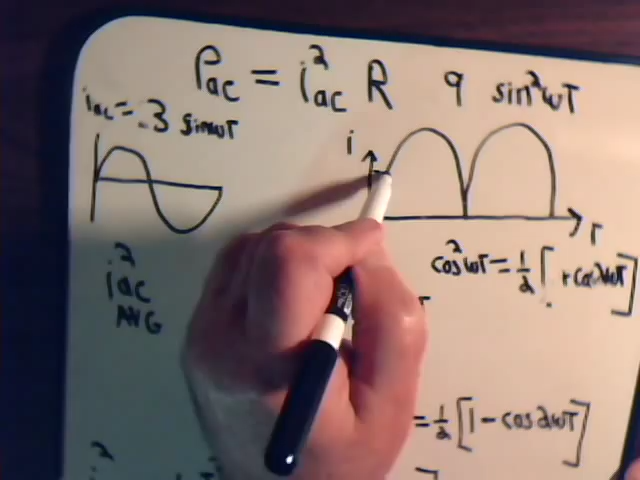 Pac = i²ac R 9 sin²ωT
iac = .3 sinωT
i
T
cos²ωT = 1/2 [1 + cos2ωT]
i²ac
AVG
= 1/2 [1 - cos2ωT]